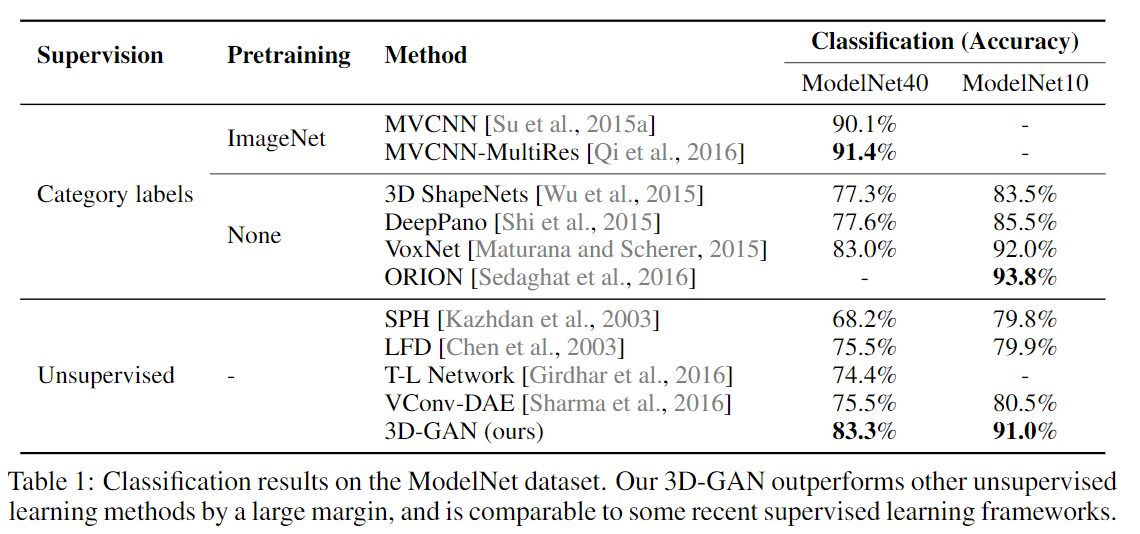 Supervision Pretraining Method Classification (Accuracy)
ModelNet40 ModelNet10
ImageNet MVCNN [Su et al., 2015a] 90.1% -
MVCNN-MultiRes [Qi et al., 2016] 91.4% -
Category labels None 3D ShapeNets [Wu et al., 2015] 77.3% 83.5%
DeepPano [Shi et al., 2015] 77.6% 85.5%
VoxNet [Maturana and Scherer, 2015] 83.0% 92.0%
ORION [Sedaghat et al., 2016] - 93.8%
Unsupervised - SPH [Kazhdan et al., 2003] 68.2% 79.8%
LFD [Chen et al., 2003] 75.5% 79.9%
T-L Network [Girdhar et al., 2016] 74.4% -
VConv-DAE [Sharma et al., 2016] 75.5% 80.5%
3D-GAN (ours) 83.3% 91.0%
Table 1: Classification results on the ModelNet dataset. Our 3D-GAN outperforms other unsupervised
learning methods by a large margin, and is comparable to some recent supervised learning frameworks.